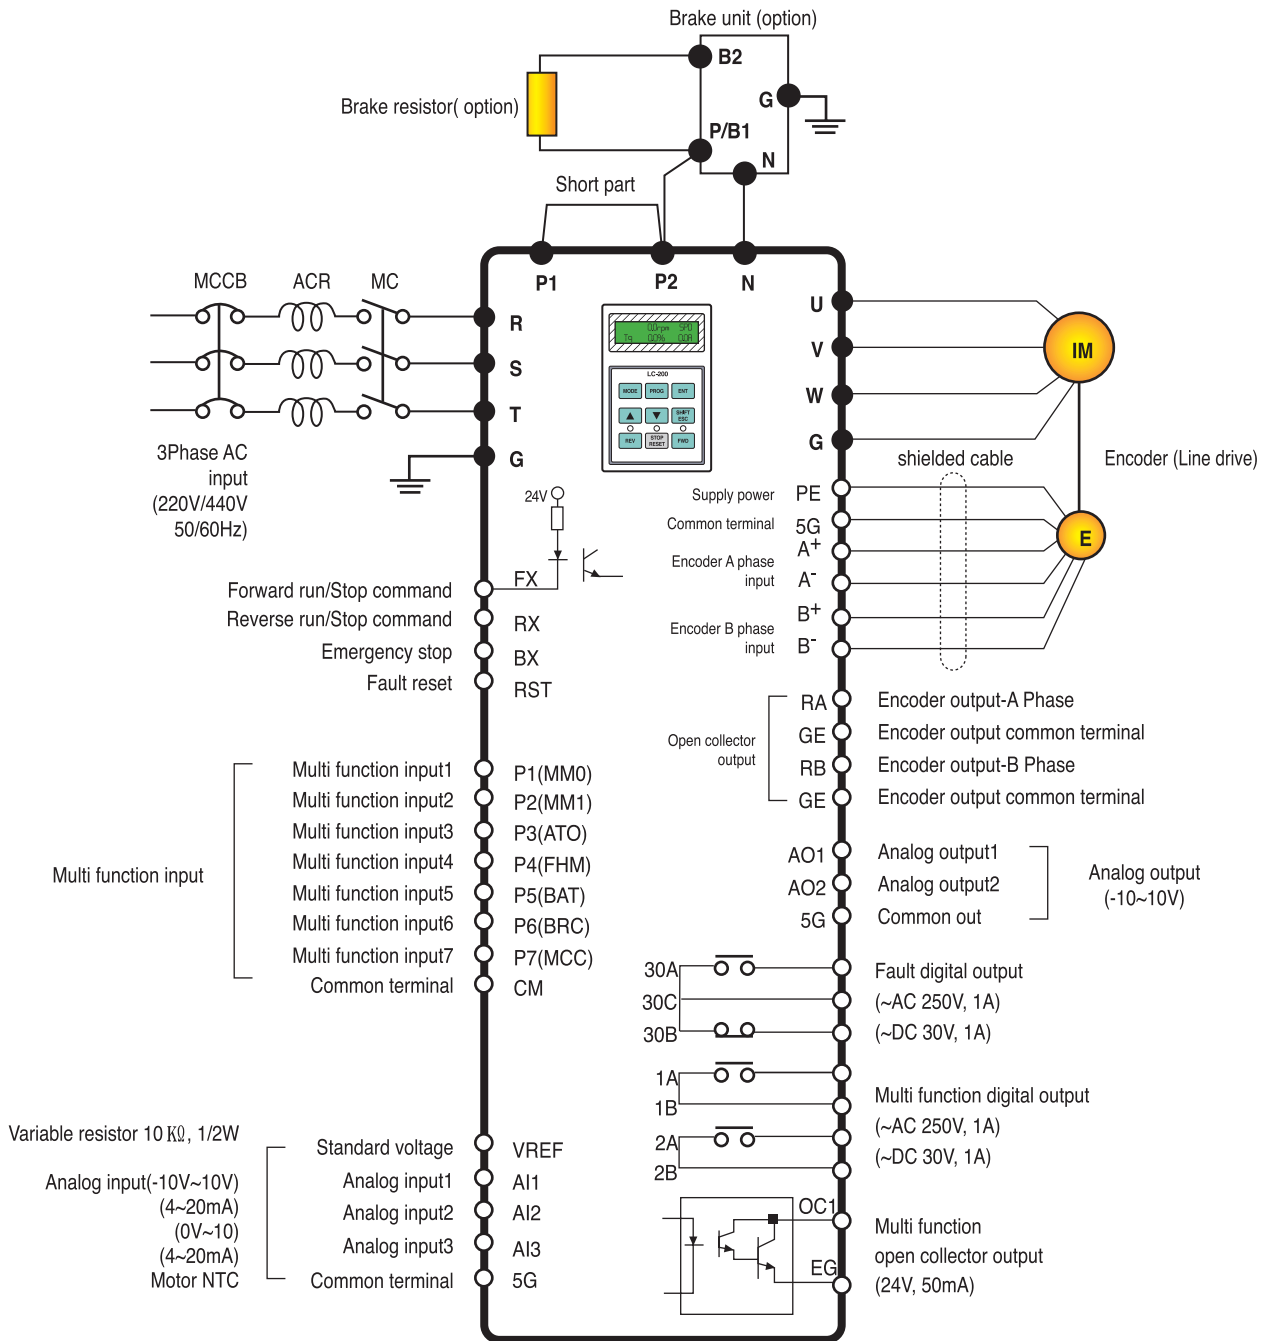 Brake unit (option)
B2
G
Brake resistor( option)
P/B1
N
Short part
P1
P2
N
MCCB
ACR
MC
R
S
T
G
3Phase AC
input
(220V/440V
50/60Hz)
0.0rpm SPD
Tq 0.0% 0.0A
LC-200
MODE
PROG
ENT
SHIFT
ESC
REV
STOP
RESET
FWD
U
V
W
G
IM
shielded cable
Encoder (Line drive)
E
Supply power
PE
Common terminal
5G
Encoder A phase
input
A+
A-
Encoder B phase
input
B+
B-
24V
Forward run/Stop command
FX
Reverse run/Stop command
RX
Emergency stop
BX
Fault reset
RST
Open collector
output
RA
Encoder output-A Phase
GE
Encoder output common terminal
RB
Encoder output-B Phase
GE
Encoder output common terminal
Multi function input
Multi function input1
P1(MM0)
Multi function input2
P2(MM1)
Multi function input3
P3(ATO)
Multi function input4
P4(FHM)
Multi function input5
P5(BAT)
Multi function input6
P6(BRC)
Multi function input7
P7(MCC)
Common terminal
CM
AO1
Analog output1
AO2
Analog output2
5G
Common out
Analog output
(-10~10V)
30A
30C
30B
Fault digital output
(~AC 250V, 1A)
(~DC 30V, 1A)
1A
1B
2A
2B
Multi function digital output
(~AC 250V, 1A)
(~DC 30V, 1A)
Variable resistor 10 KΩ, 1/2W
Analog input(-10V~10V)
(4~20mA)
(0V~10)
(4~20mA)
Motor NTC
Standard voltage
VREF
Analog input1
AI1
Analog input2
AI2
Analog input3
AI3
Common terminal
5G
OC1
EG
Multi function
open collector output
(24V, 50mA)